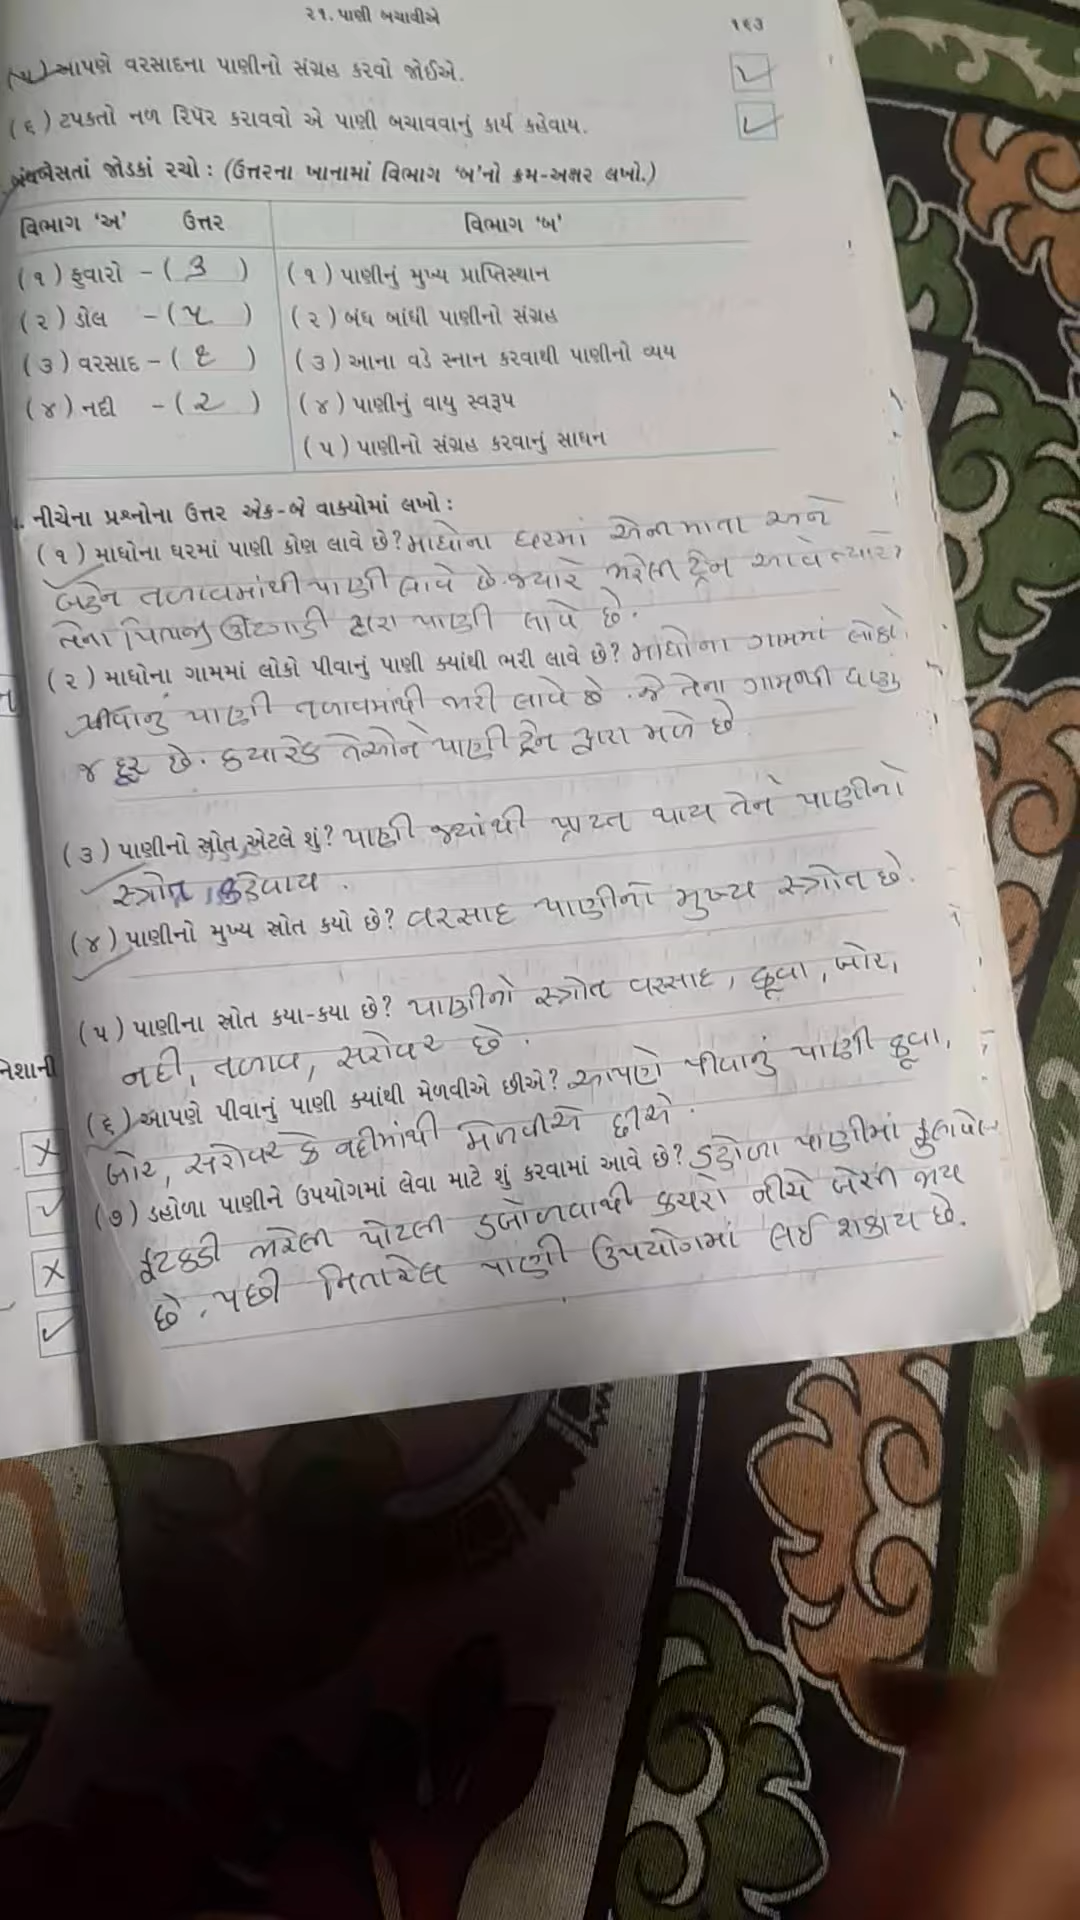 ૨૧. પાણી બચાવીએ
૧૬૩
(૫) આપણે વરસાદના પાણીનો સંગ્રહ કરવો જોઈએ. ✓
(૬) ટપકતો નળ રિપેર કરાવવો એ પાણી બચાવવાનું કાર્ય કહેવાય. ✓
બંધબેસતાં જોડકાં રચો : (ઉત્તરના ખાનામાં વિભાગ ‘બ’નો ક્રમ-અક્ષર લખો.)
વિભાગ ‘અ’ ઉત્તર વિભાગ ‘બ’
(૧) ફુવારો – ( ૩ ) (૧) પાણીનું મુખ્ય પ્રાપ્તિસ્થાન
(૨) ડોલ – ( ૫ ) (૨) બંધ બાંધી પાણીનો સંગ્રહ
(૩) વરસાદ – ( ૧ ) (૩) આના વડે સ્નાન કરવાથી પાણીનો વ્યય
(૪) નદી – ( ૨ ) (૪) પાણીનું વાયુ સ્વરૂપ
(૫) પાણીનો સંગ્રહ કરવાનું સાધન
નીચેના પ્રશ્નોના ઉત્તર એક-બે વાક્યોમાં લખો :
(૧) માધોના ઘરમાં પાણી કોણ લાવે છે? માધોના ઘરમાં એના માતા અને
બહેન તળાવમાંથી પાણી લાવે છે. જ્યારે ભરેલી ટ્રેન આવે ત્યારે
તેના પિતાજી ઊંટગાડી દ્વારા પાણી લાવે છે.
(૨) માધોના ગામમાં લોકો પીવાનું પાણી ક્યાંથી ભરી લાવે છે? માધોના ગામમાં લોકો
પીવાનું પાણી તળાવમાંથી ભરી લાવે છે. જે તેના ગામથી ઘણું
જ દૂર છે. ક્યારેક તેઓને પાણી ટ્રેન દ્વારા મળે છે.
(૩) પાણીનો સ્રોત એટલે શું? પાણી જ્યાંથી પ્રાપ્ત થાય તેને પાણીનો
સ્ત્રોત કહેવાય.
(૪) પાણીનો મુખ્ય સ્રોત કયો છે? વરસાદ પાણીનો મુખ્ય સ્ત્રોત છે.
(૫) પાણીના સ્રોત કયા-કયા છે? પાણીનો સ્ત્રોત વરસાદ, કૂવા, બોર,
નદી, તળાવ, સરોવર છે.
(૬) આપણે પીવાનું પાણી ક્યાંથી મેળવીએ છીએ? આપણે પીવાનું પાણી કૂવા,
બોર, સરોવર કે નદીમાંથી મેળવીએ છીએ.
(૭) ડહોળા પાણીને ઉપયોગમાં લેવા માટે શું કરવામાં આવે છે? ડહોળા પાણીમાં ફુલાવેલ
ફટકડી ભરેલી પોટલી ડબોળવાથી કચરો નીચે બેસી જાય
છે. પછી નિતારેલ પાણી ઉપયોગમાં લઈ શકાય છે.
નેશાની
X
✓
X
✓